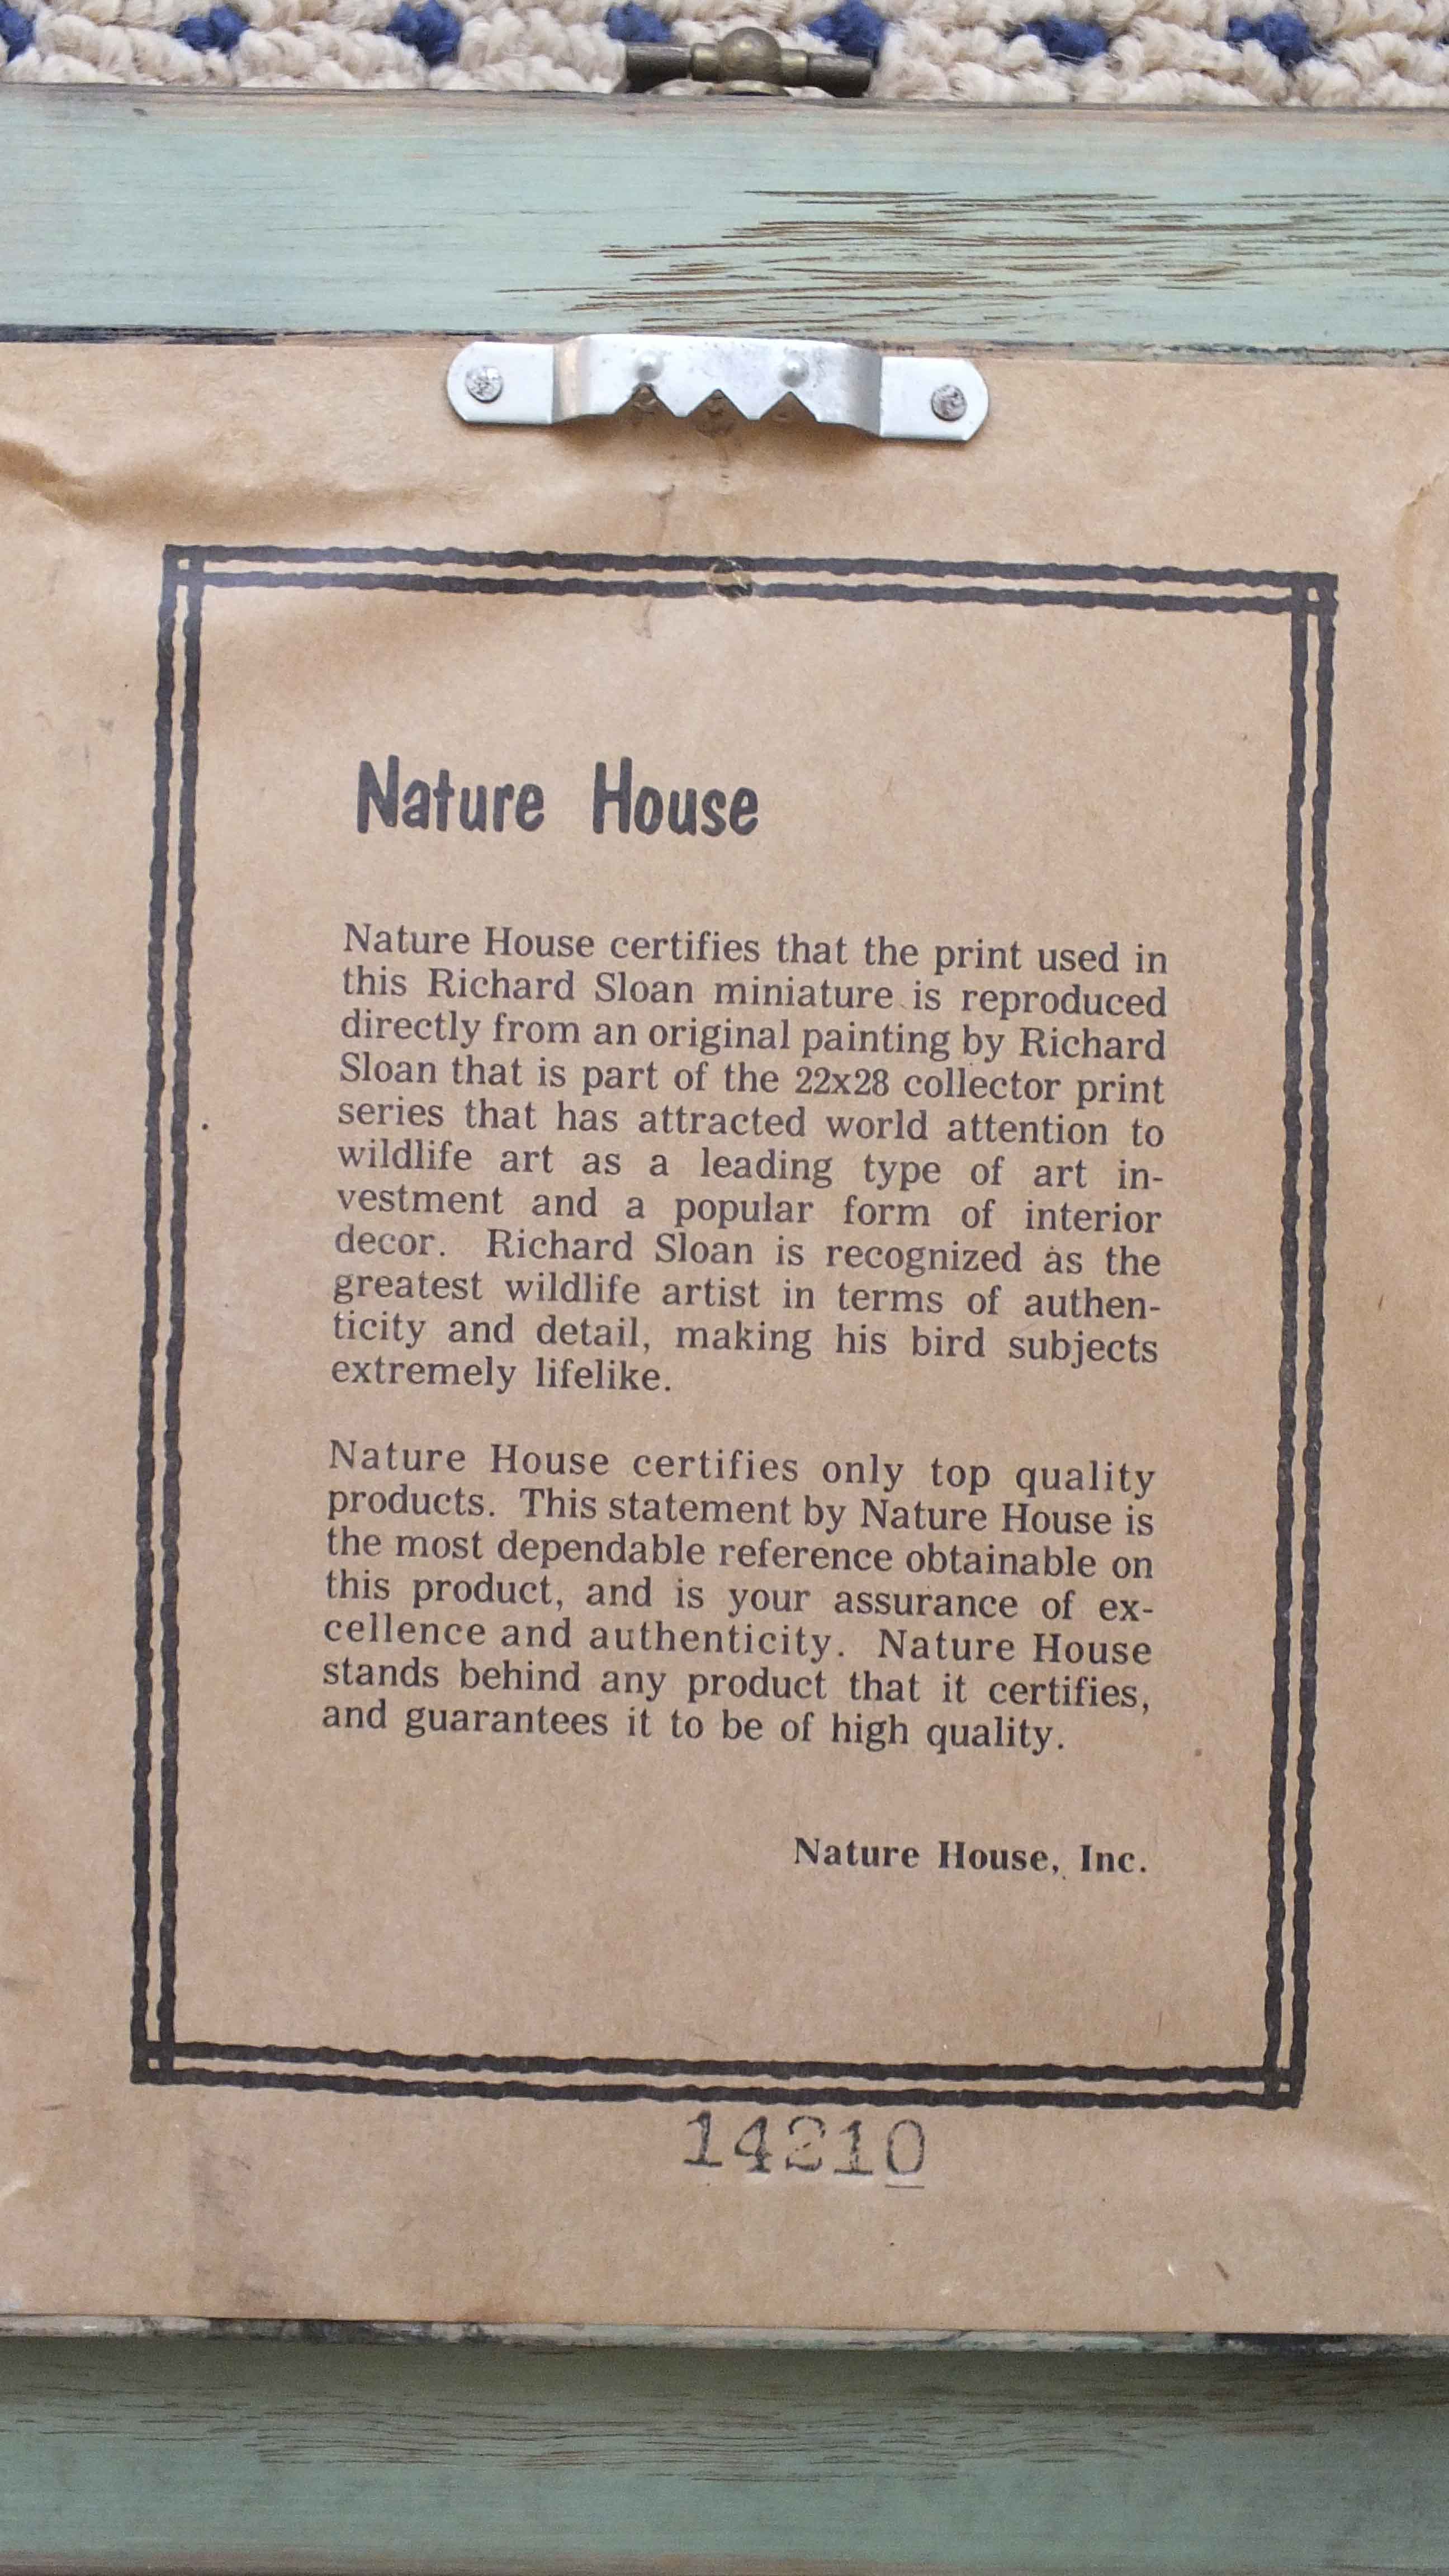 Nature House
Nature House certifies that the print used in
this Richard Sloan miniature is reproduced
directly from an original painting by Richard
Sloan that is part of the 22x28 collector print
series that has attracted world attention to
wildlife art as a leading type of art in-
vestment and a popular form of interior
decor. Richard Sloan is recognized as the
greatest wildlife artist in terms of authen-
ticity and detail, making his bird subjects
extremely lifelike.
Nature House certifies only top quality
products. This statement by Nature House is
the most dependable reference obtainable on
this product, and is your assurance of ex-
cellence and authenticity. Nature House
stands behind any product that it certifies,
and guarantees it to be of high quality.
Nature House, Inc.
14210